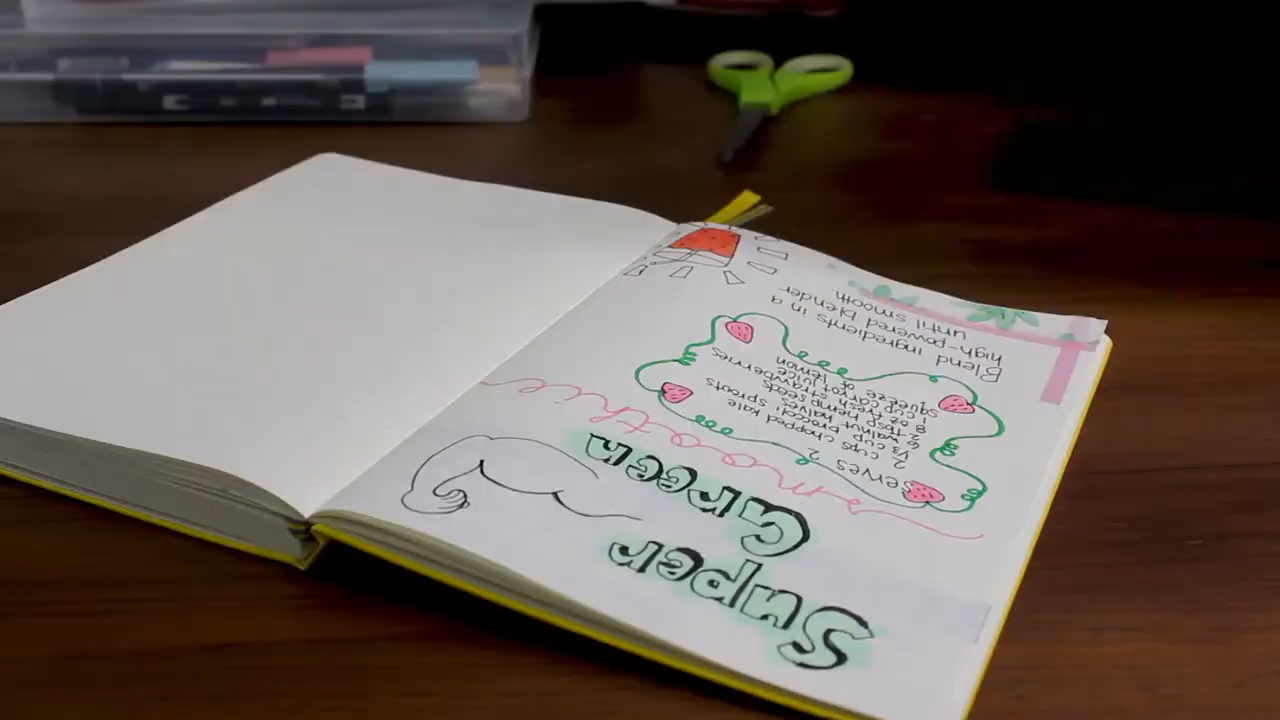 Super
Green
smoothie
Serves 2
2 cups chopped kale
⅓ cup broccoli sprouts
6 walnut halves
2 tbsp hemp seeds
8 oz fresh strawberries
1 cup carrot juice
squeeze of lemon
Blend ingredients in a
high-powered blender
until smooth.